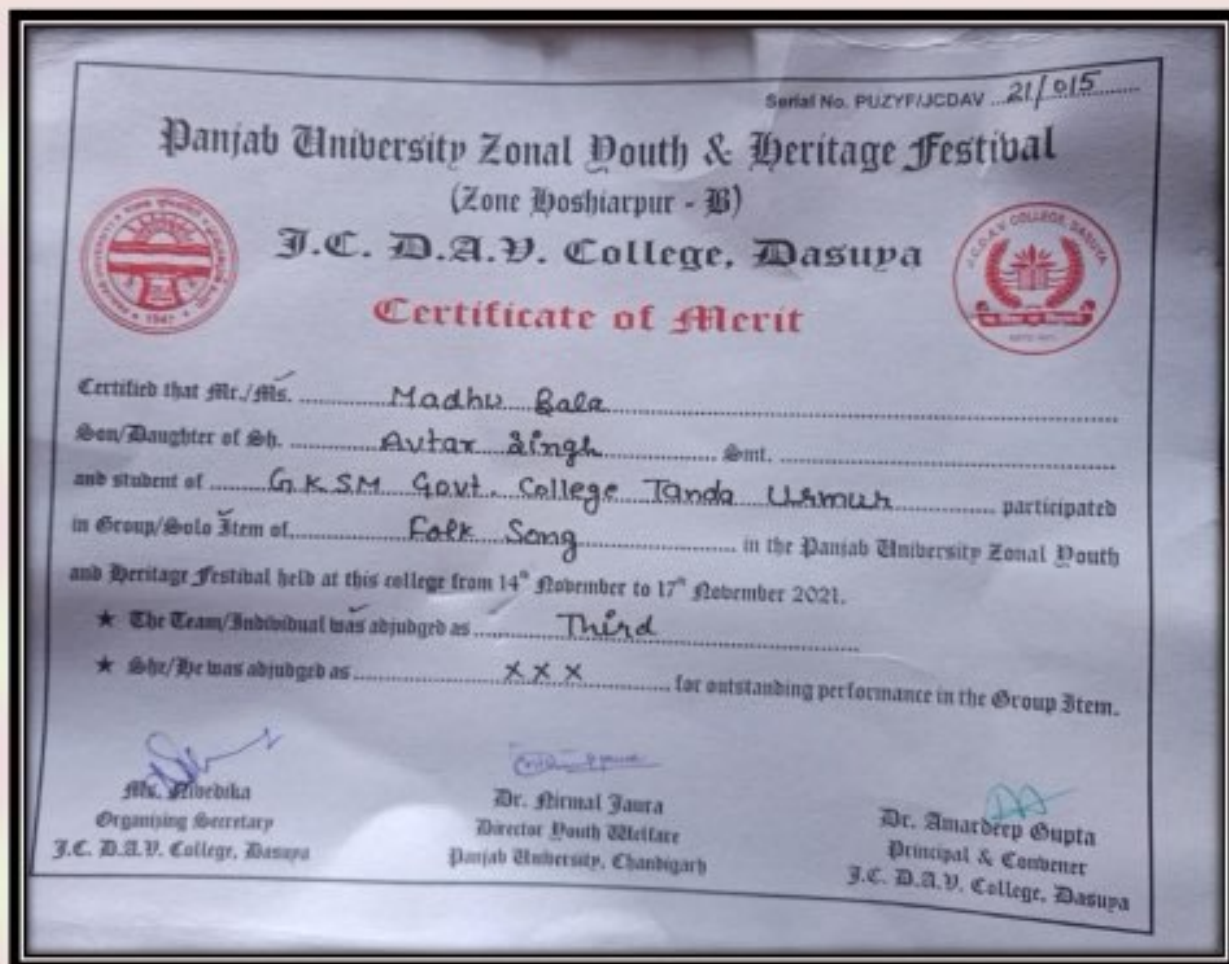 Serial No. PUZYF/JCDAV ...21/015...
Panjab University Zonal Youth & Heritage Festival
(Zone Hoshiarpur - B)
J.C. D.A.V. College, Dasuya
J.C.D.A.V. COLLEGE, DASUYA
1947
Certificate of Merit
Certified that Mr./Ms. Madhu Bala
Son/Daughter of Sh. Avtar Singh Smt.
and student of G.K.S.M Govt. College Tanda Urmur participated
in Group/Solo Item of Folk Song in the Panjab University Zonal Youth
and Heritage Festival held at this college from 14th November to 17th November 2021.
★ The Team/Individual was adjudged as Third
★ She/He was adjudged as X X X for outstanding performance in the Group Item.
Ms. Nivedika
Organizing Secretary
J.C. D.A.V. College, Dasuya
Dr. Nirmal Jaura
Director Youth Welfare
Panjab University, Chandigarh
Dr. Amardeep Gupta
Principal & Convener
J.C. D.A.V. College, Dasuya